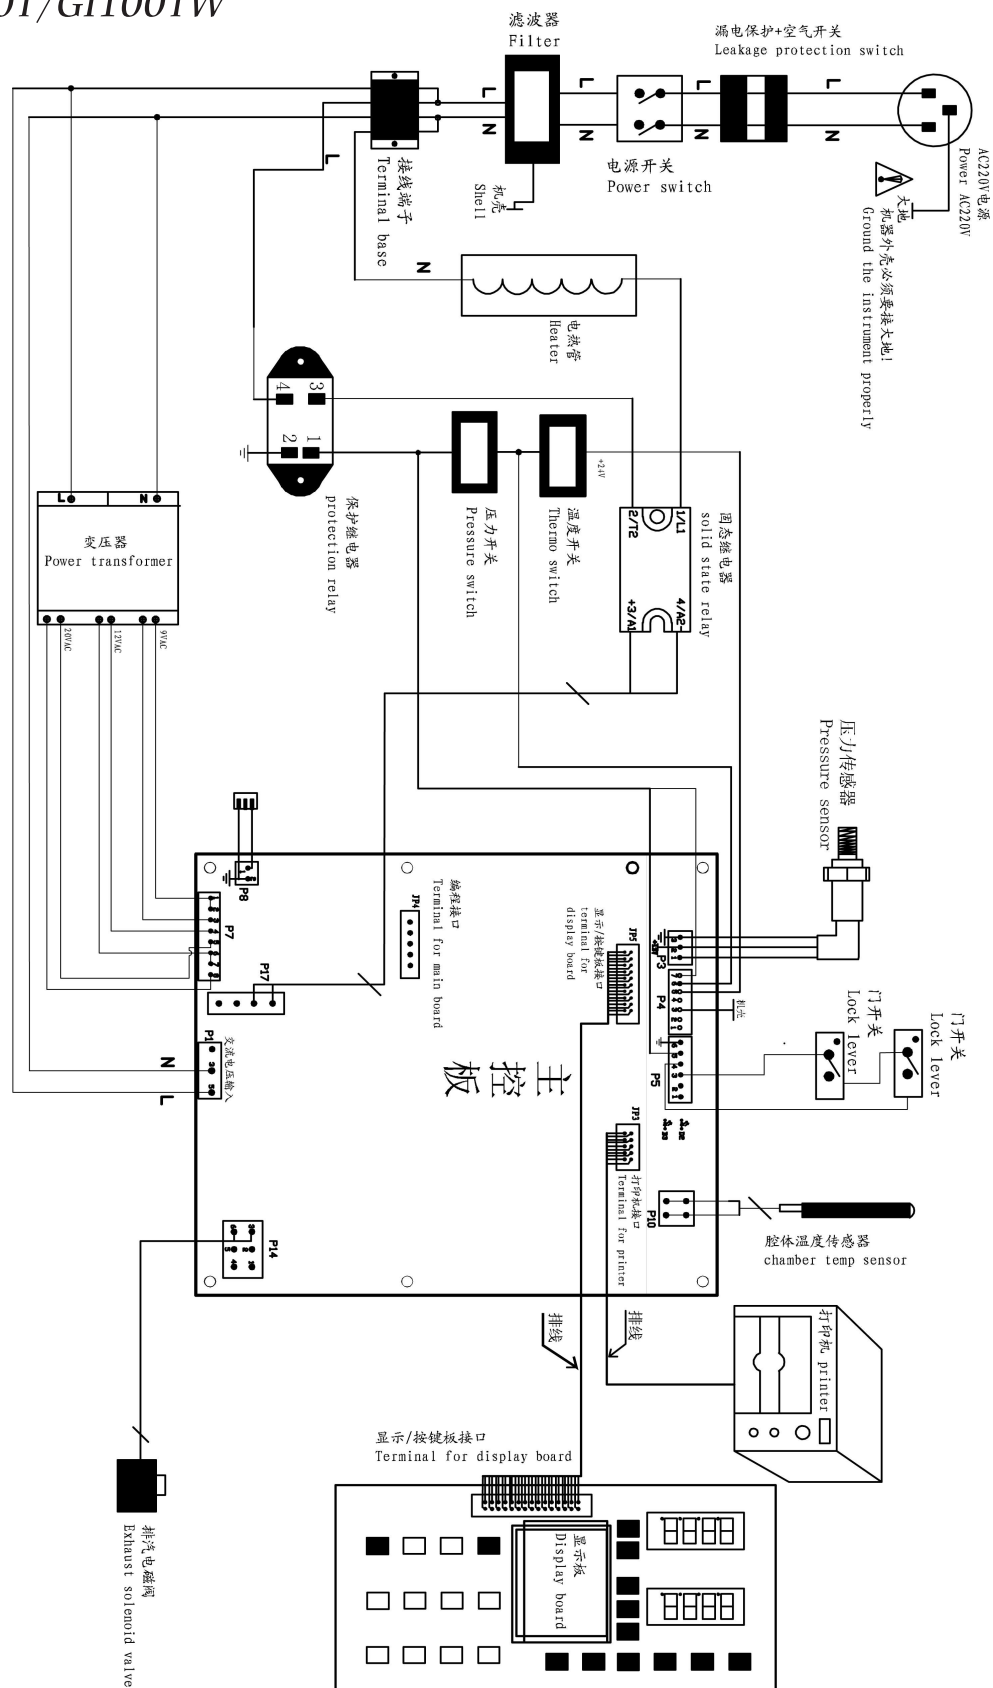 01/GI100TW
滤波器
Filter
漏电保护+空气开关
Leakage protection switch
L
L
L
N
N
N
AC220V电源
Power AC220V
电源开关
Power switch
机壳
Shell
接线端子
Terminal base
L
N
大地
机器外壳必须要接大地!
Ground the instrument properly
电热管
Heater
4
3
2
1
+24V
保护继电器
protection relay
压力开关
Pressure switch
温度开关
Thermo switch
2/T2
1/L1
+3/A1
4/A2-
固态继电器
solid state relay
L
N
变压器
Power transformer
20VAC
12VAC
9VAC
压力传感器
Pressure sensor
P8
P7
P17
JP4
编程接口
Terminal for main board
显示/按键板接口
terminal for
display board
JP5
P3
P4
机壳
P5
门开关
Lock lever
门开关
Lock lever
P1
交流电压输入
N
L
主控板
JP3
打印机接口
Terminal for printer
P10
腔体温度传感器
chamber temp sensor
P14
排线
排线
打印机 printer
显示/按键板接口
Terminal for display board
显示板
Display board
排汽电磁阀
Exhaust solenoid valve